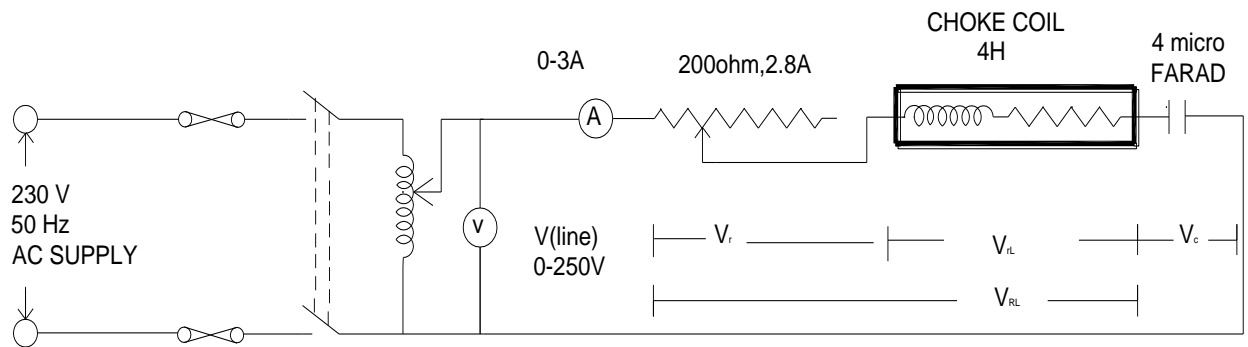 CHOKE COIL
4H
4 micro
FARAD
0-3A
200ohm,2.8A
A
230 V
50 Hz
AC SUPPLY
v
V(line)
0-250V
Vr
VrL
Vc
VRL